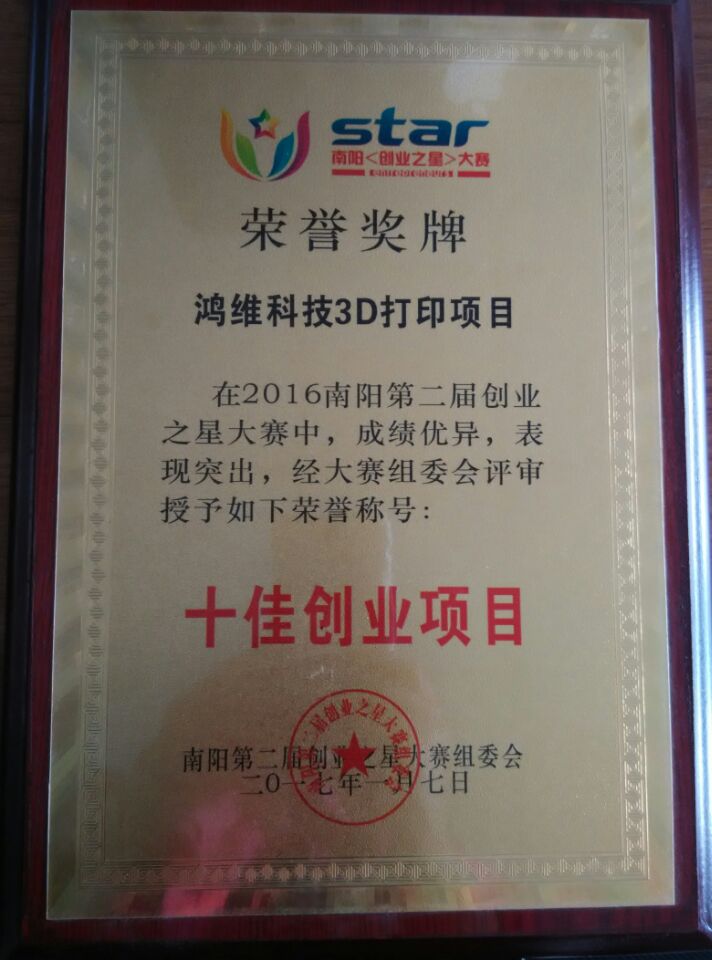 star
南阳<创业之星>大赛
entrepreneurs
荣誉奖牌
鸿维科技3D打印项目
在2016南阳第二届创业
之星大赛中，成绩优异，表
现突出，经大赛组委会评审
授予如下荣誉称号：
十佳创业项目
南阳第二届创业之星大赛组委会
二〇一七年一月七日